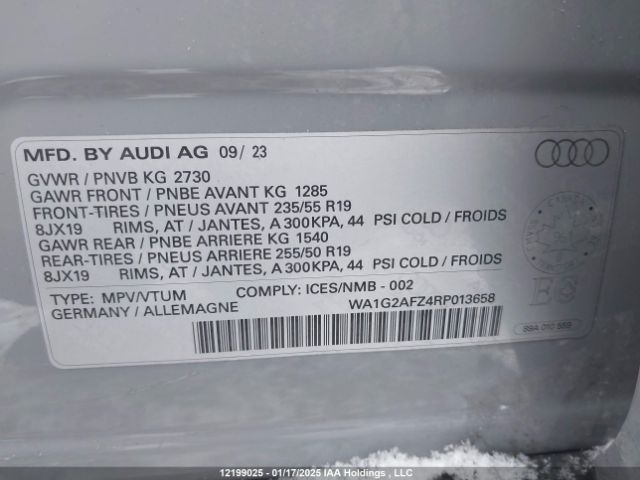 MFD. BY AUDI AG 09/ 23
GVWR / PNVB KG 2730
GAWR FRONT / PNBE AVANT KG 1285
FRONT-TIRES / PNEUS AVANT 235/55 R19
8JX19 RIMS, AT / JANTES, A 300KPA, 44 PSI COLD / FROIDS
GAWR REAR / PNBE ARRIERE KG 1540
REAR-TIRES / PNEUS ARRIERE 255/50 R19
8JX19 RIMS, AT / JANTES, A 300KPA, 44 PSI COLD / FROIDS
TYPE: MPV/VTUM COMPLY: ICES/NMB - 002
GERMANY / ALLEMAGNE WA1G2AFZ4RP013658
89A 010 559
12199025 - 01/17/2025 IAA Holdings , LLC